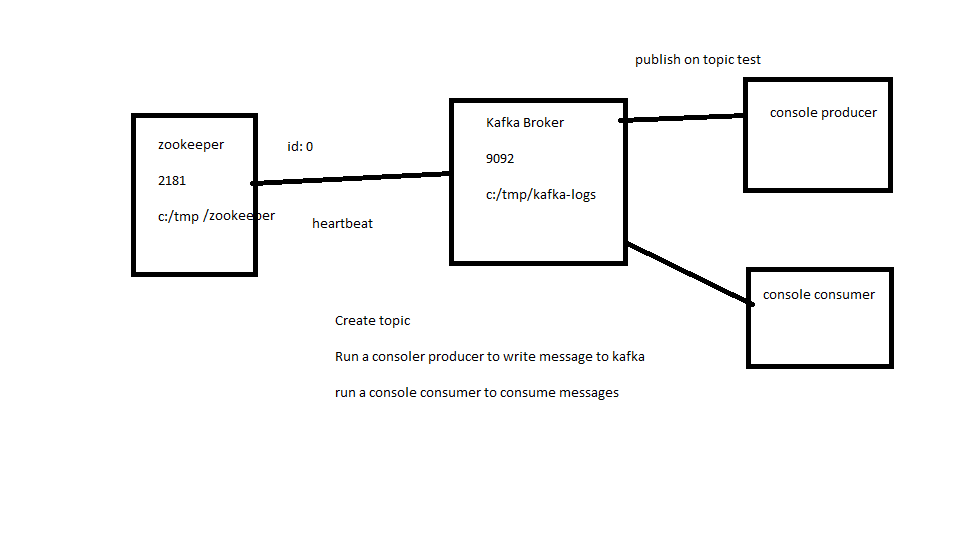 publish on topic test
zookeeper
2181
c:/tmp /zookeeper
id: 0
heartbeat
Kafka Broker
9092
c:/tmp/kafka-logs
console producer
console consumer
Create topic
Run a consoler producer to write message to kafka
run a console consumer to consume messages